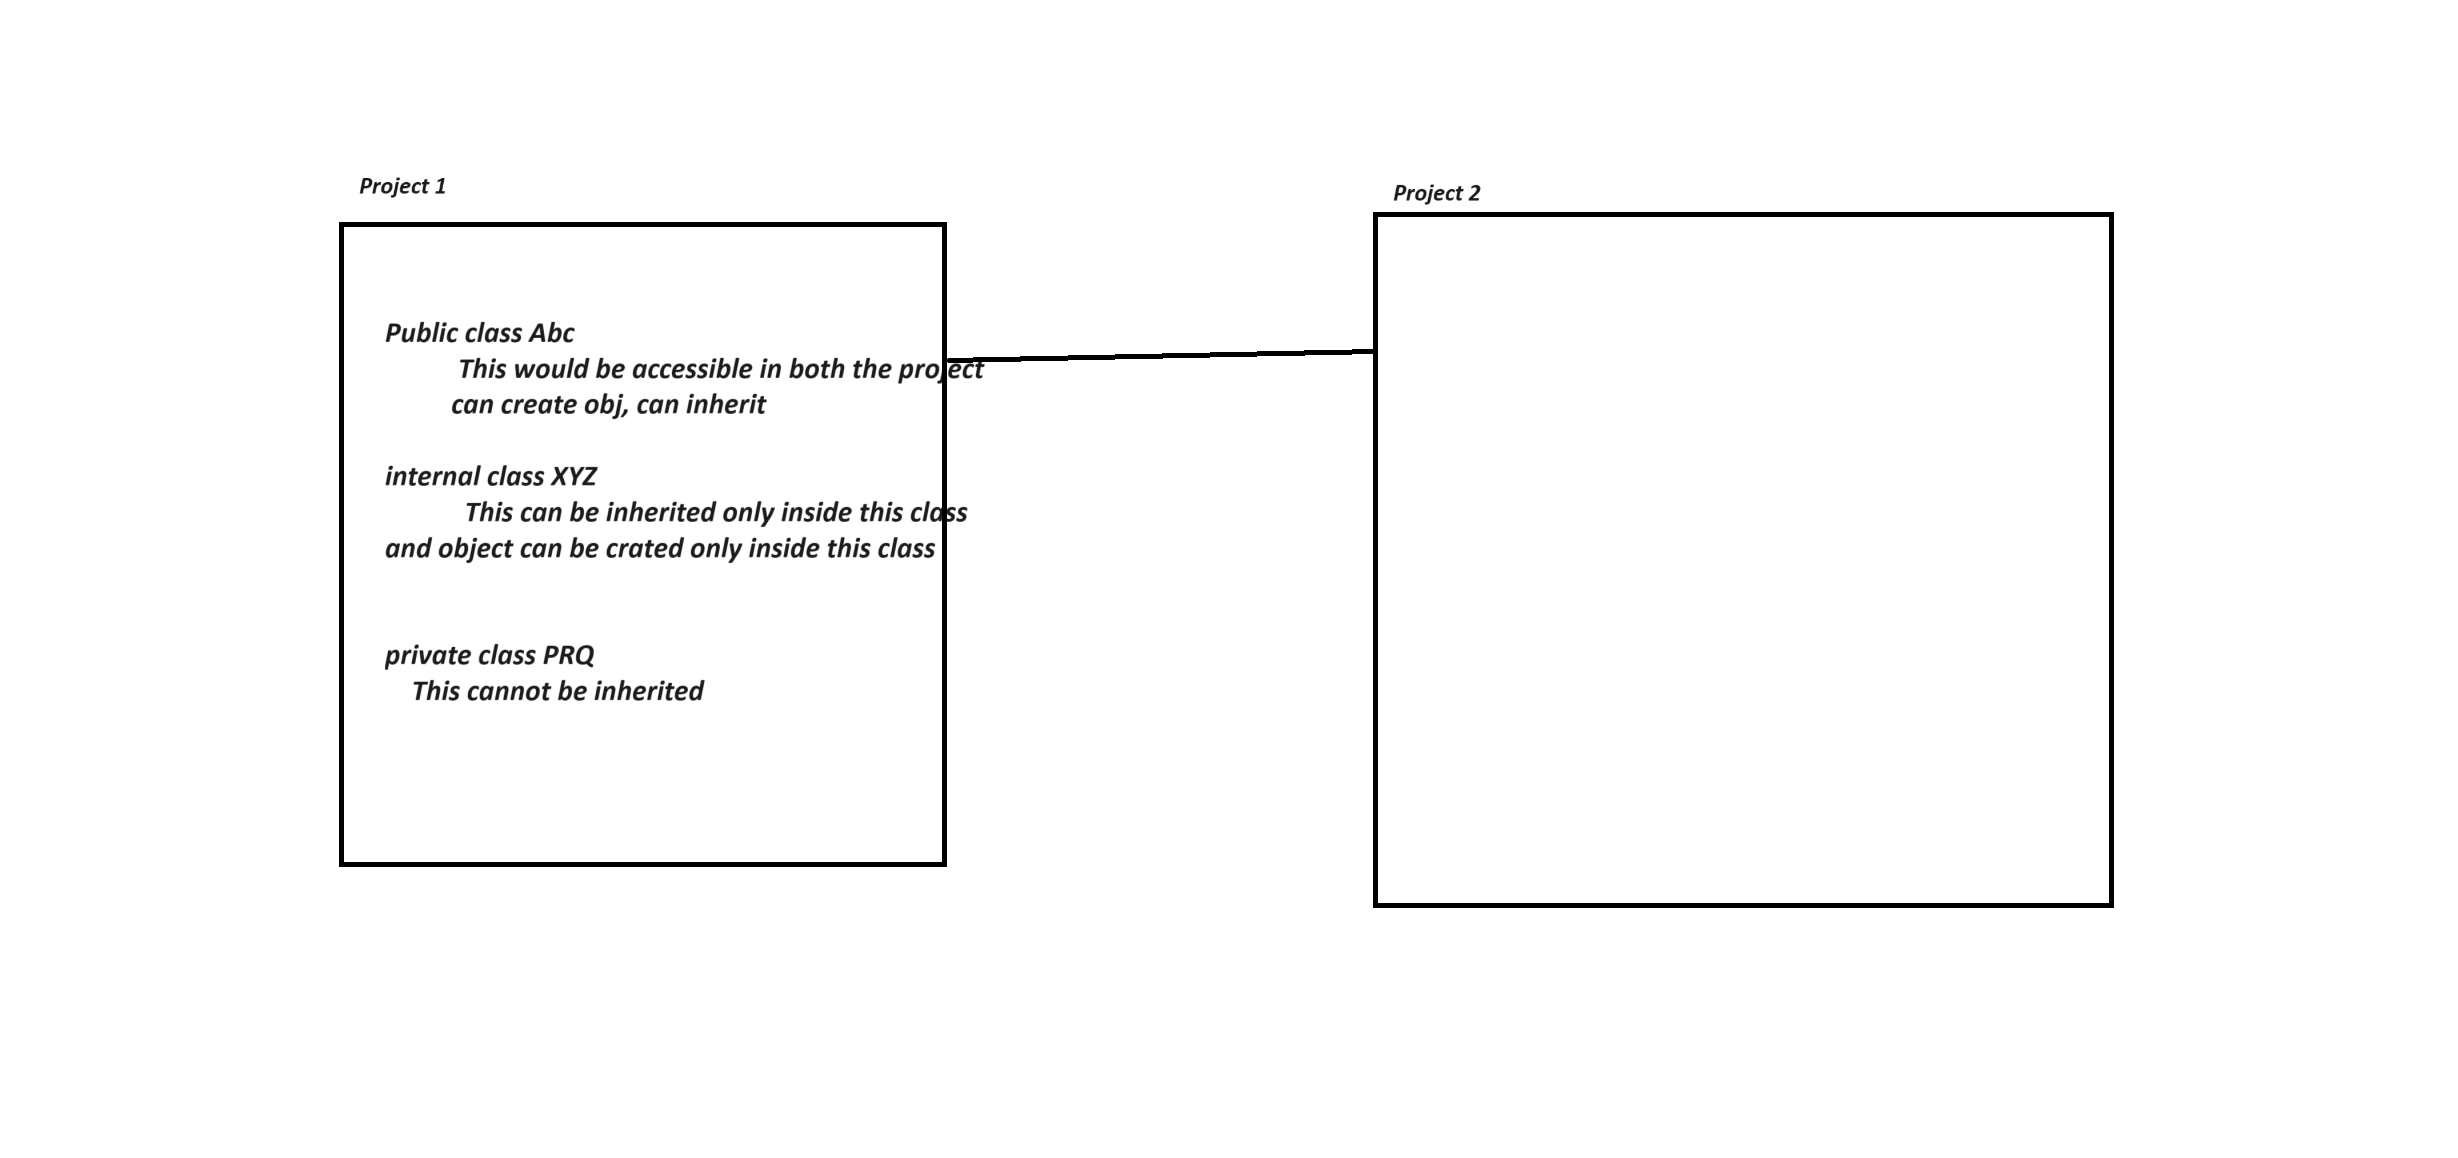 Project 1
Project 2
Public class Abc
This would be accessible in both the project
can create obj, can inherit
internal class XYZ
This can be inherited only inside this class
and object can be crated only inside this class
private class PRQ
This cannot be inherited